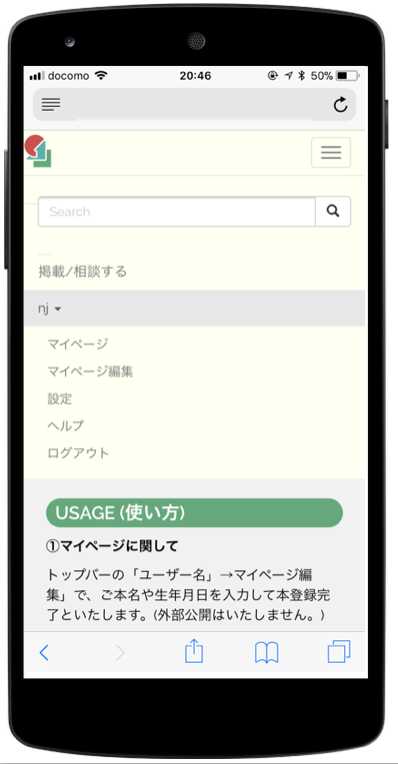 docomo 20:46 50%
Search
掲載/相談する
nj
マイページ
マイページ編集
設定
ヘルプ
ログアウト
USAGE (使い方)
①マイページに関して
トップバーの「ユーザー名」→マイページ編
集」で、ご本名や生年月日を入力して本登録完
了といたします。(外部公開はいたしません。)